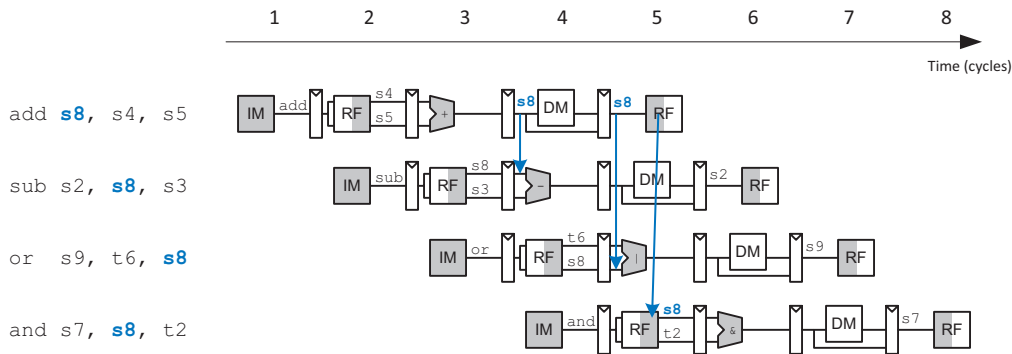 1 2 3 4 5 6 7 8
Time (cycles)
add s8, s4, s5
IM add RF s4 s5 + s8 DM s8 RF
sub s2, s8, s3
IM sub RF s8 s3 - DM s2 RF
or s9, t6, s8
IM or RF t6 s8 | DM s9 RF
and s7, s8, t2
IM and RF s8 t2 & DM s7 RF